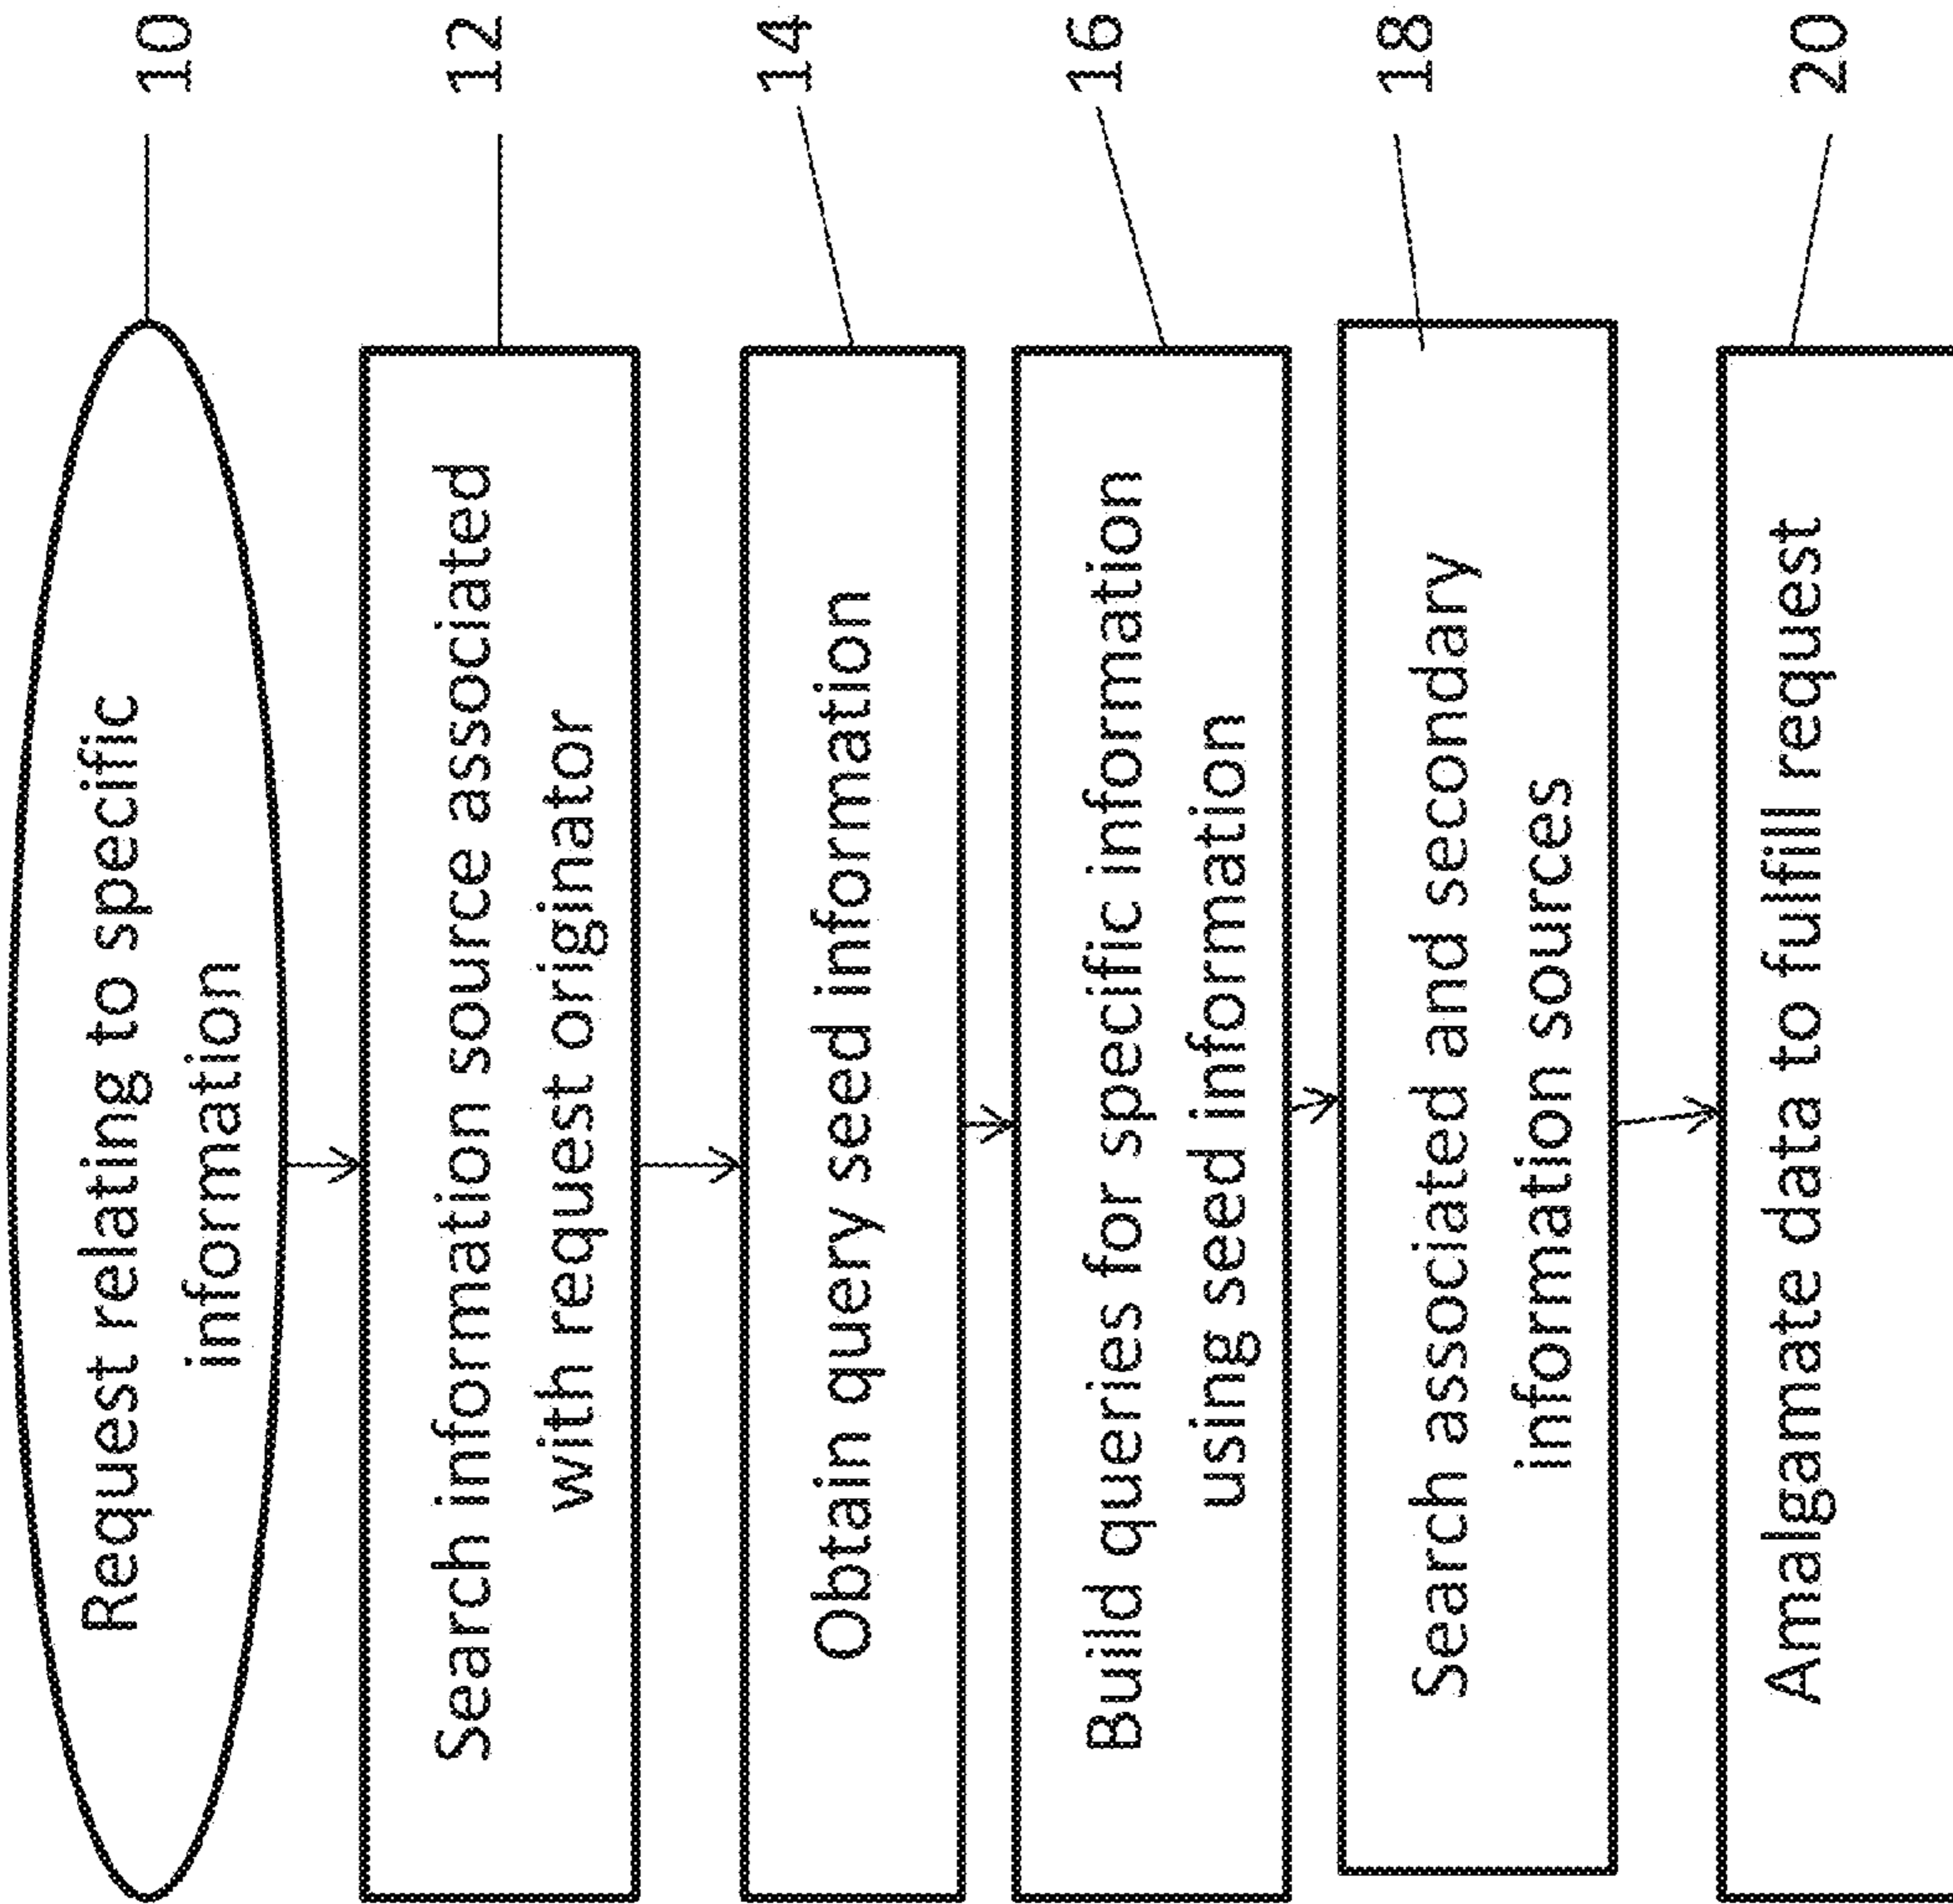 Request relating to specific
information
10
Search information source associated
with request originator
12
Obtain query seed information
14
Build queries for specific information
using seed information
16
Search associated and secondary
information sources
18
Amalgamate data to fulfill request
20